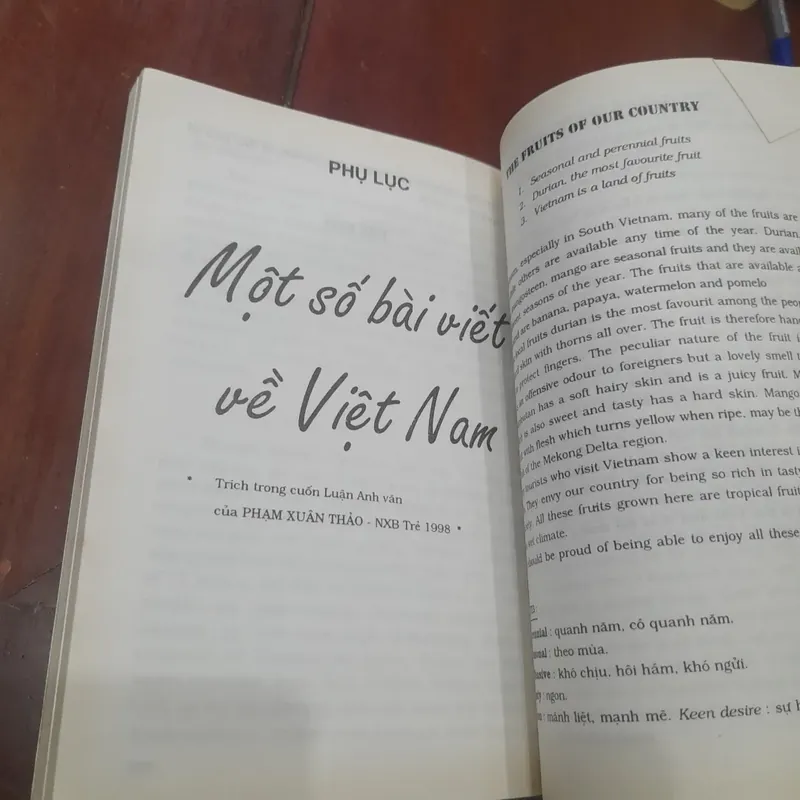 PHỤ LỤC
Một số bài viết
về Việt Nam
• Trích trong cuốn Luận Anh văn
của PHẠM XUÂN THẢO - NXB Trẻ 1998 •
THE FRUITS OF OUR COUNTRY
1. Seasonal and perennial fruits
2. Durian, the most favourite fruit
3. Vietnam is a land of fruits
especially in South Vietnam, many of the fruits are
others are available any time of the year. Durian,
mango are seasonal fruits and they are
seasons of the year. The fruits that are available
are banana, papaya, watermelon and pomelo
fruits durian is the most favourit among the
skin with thorns all over. The fruit is therefore
fingers. The peculiar nature of the fruit
offensive odour to foreigners but a lovely smell
has a soft hairy skin and is a juicy fruit.
is also sweet and tasty has a hard skin. Mango
with flesh which turns yellow when ripe, may be
of the Mekong Delta region.
who visit Vietnam show a keen interest
They envy our country for being so rich in tasty
All these fruits grown here are tropical
climate.
be proud of being able to enjoy all these
: quanh năm, có quanh năm.
: theo mùa.
: khó chịu, hôi hám, khó ngửi.
: ngon.
: mãnh liệt, mạnh mẽ. Keen desire : sự